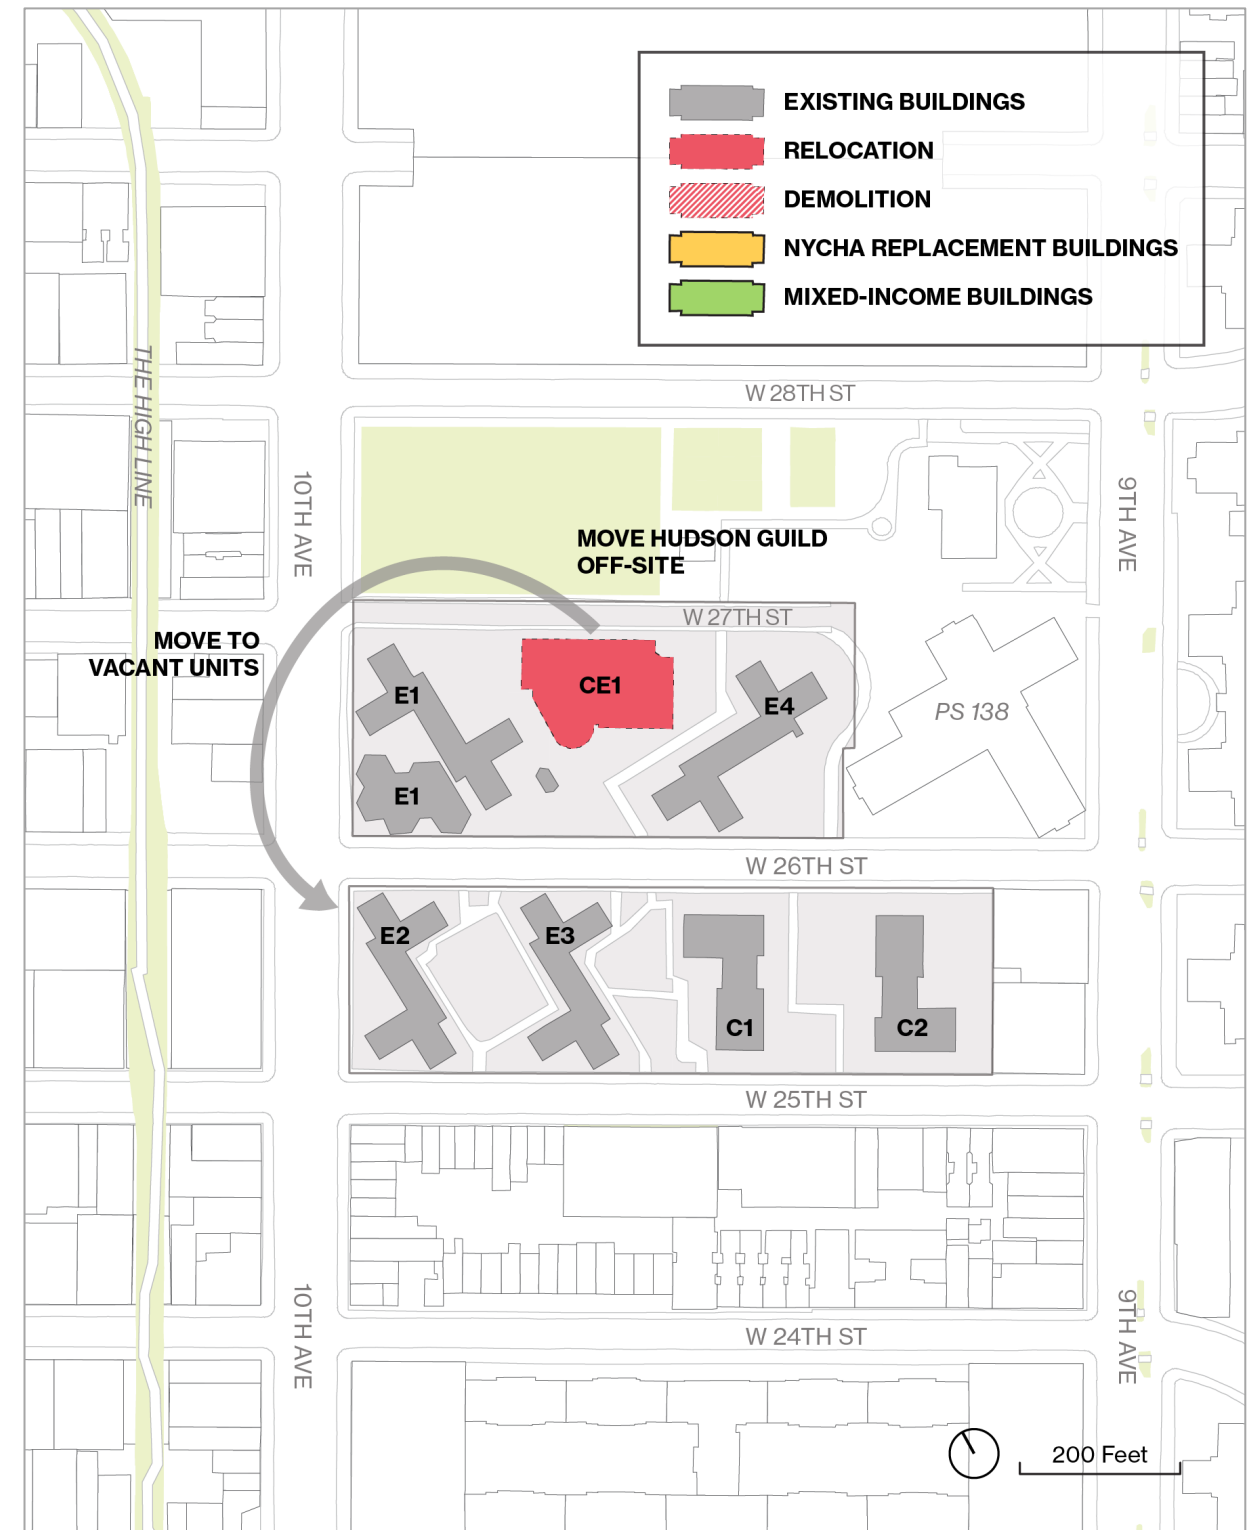 EXISTING BUILDINGS
RELOCATION
DEMOLITION
NYCHA REPLACEMENT BUILDINGS
MIXED-INCOME BUILDINGS
THE HIGH LINE
W 28TH ST
10TH AVE
9TH AVE
MOVE HUDSON GUILD
OFF-SITE
W 27TH ST
MOVE TO
VACANT UNITS
E1
CE1
E4
PS 138
E1
W 26TH ST
E2
E3
C1
C2
W 25TH ST
10TH AVE
9TH AVE
W 24TH ST
200 Feet